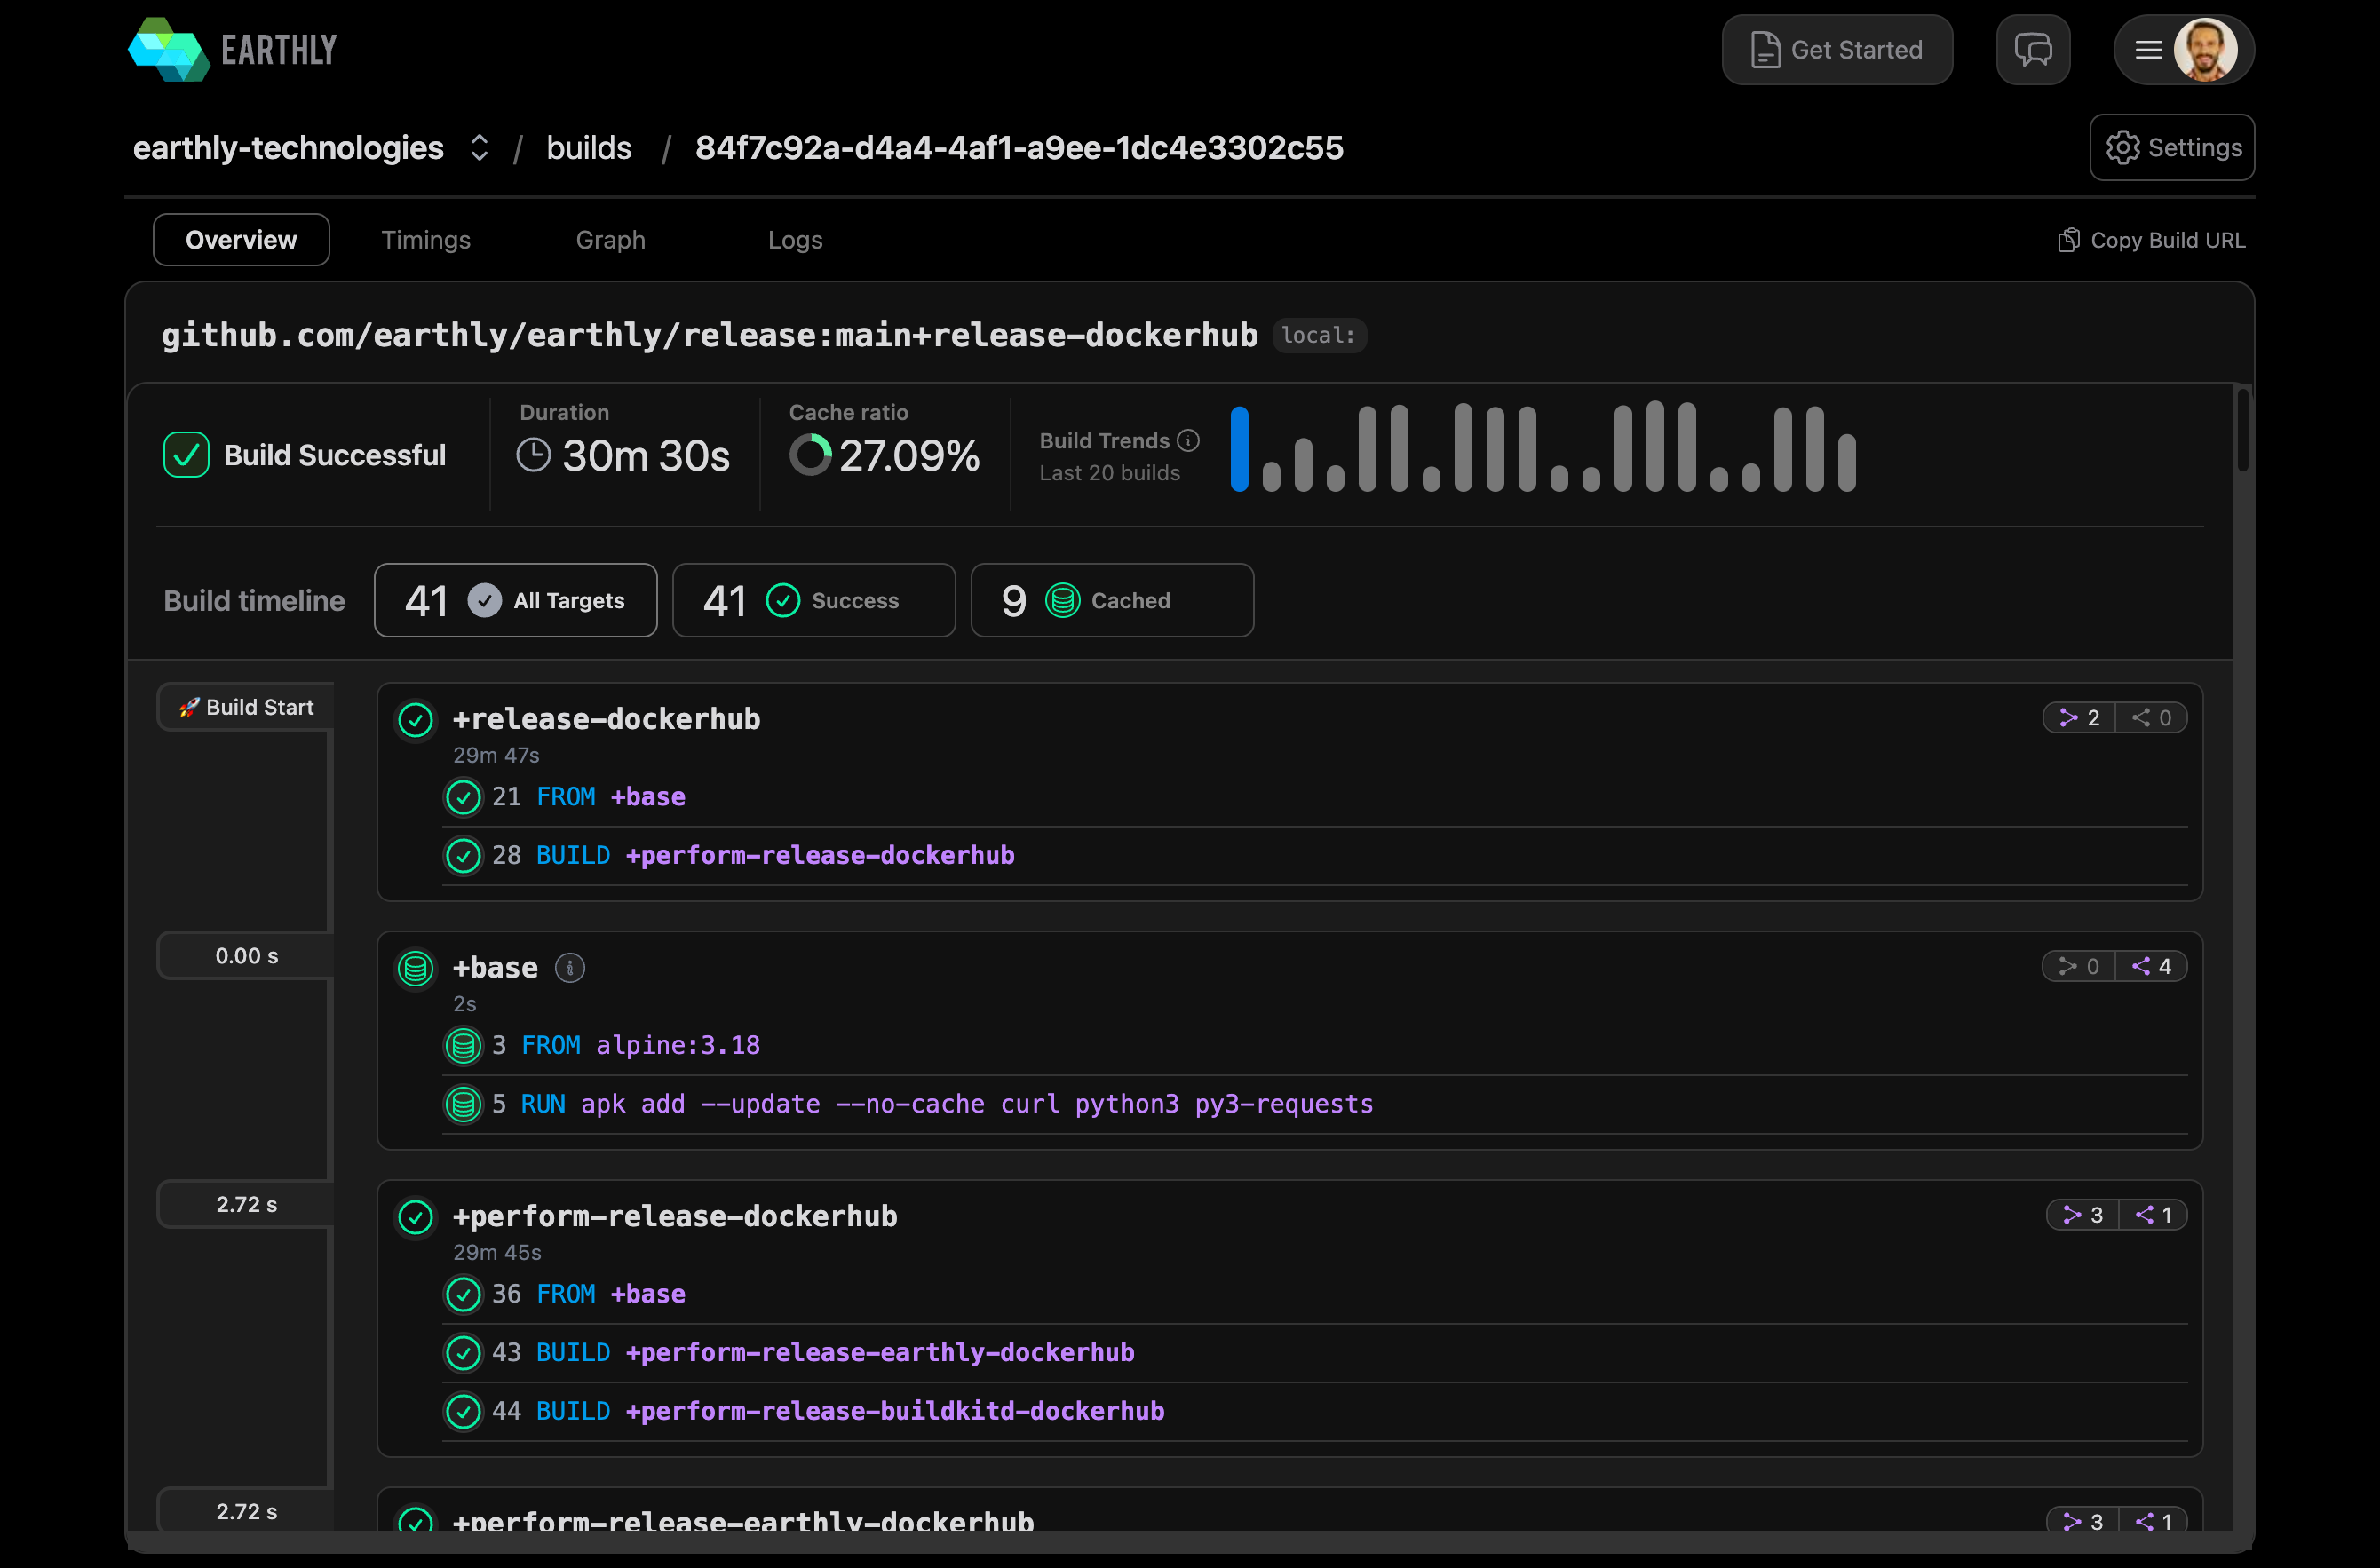 EARTHLY
Get Started
earthly-technologies / builds / 84f7c92a-d4a4-4af1-a9ee-1dc4e3302c55
Settings
Overview Timings Graph Logs
Copy Build URL
github.com/earthly/earthly/release:main+release-dockerhub local:
Build Successful
Duration
30m 30s
Cache ratio
27.09%
Build Trends
Last 20 builds
Build timeline
41 All Targets
41 Success
9 Cached
Build Start
+release-dockerhub
2 0
29m 47s
21 FROM +base
28 BUILD +perform-release-dockerhub
0.00 s
+base
0 4
2s
3 FROM alpine:3.18
5 RUN apk add --update --no-cache curl python3 py3-requests
2.72 s
+perform-release-dockerhub
3 1
29m 45s
36 FROM +base
43 BUILD +perform-release-earthly-dockerhub
44 BUILD +perform-release-buildkitd-dockerhub
2.72 s
+perform-release-earthly-dockerhub
3 1